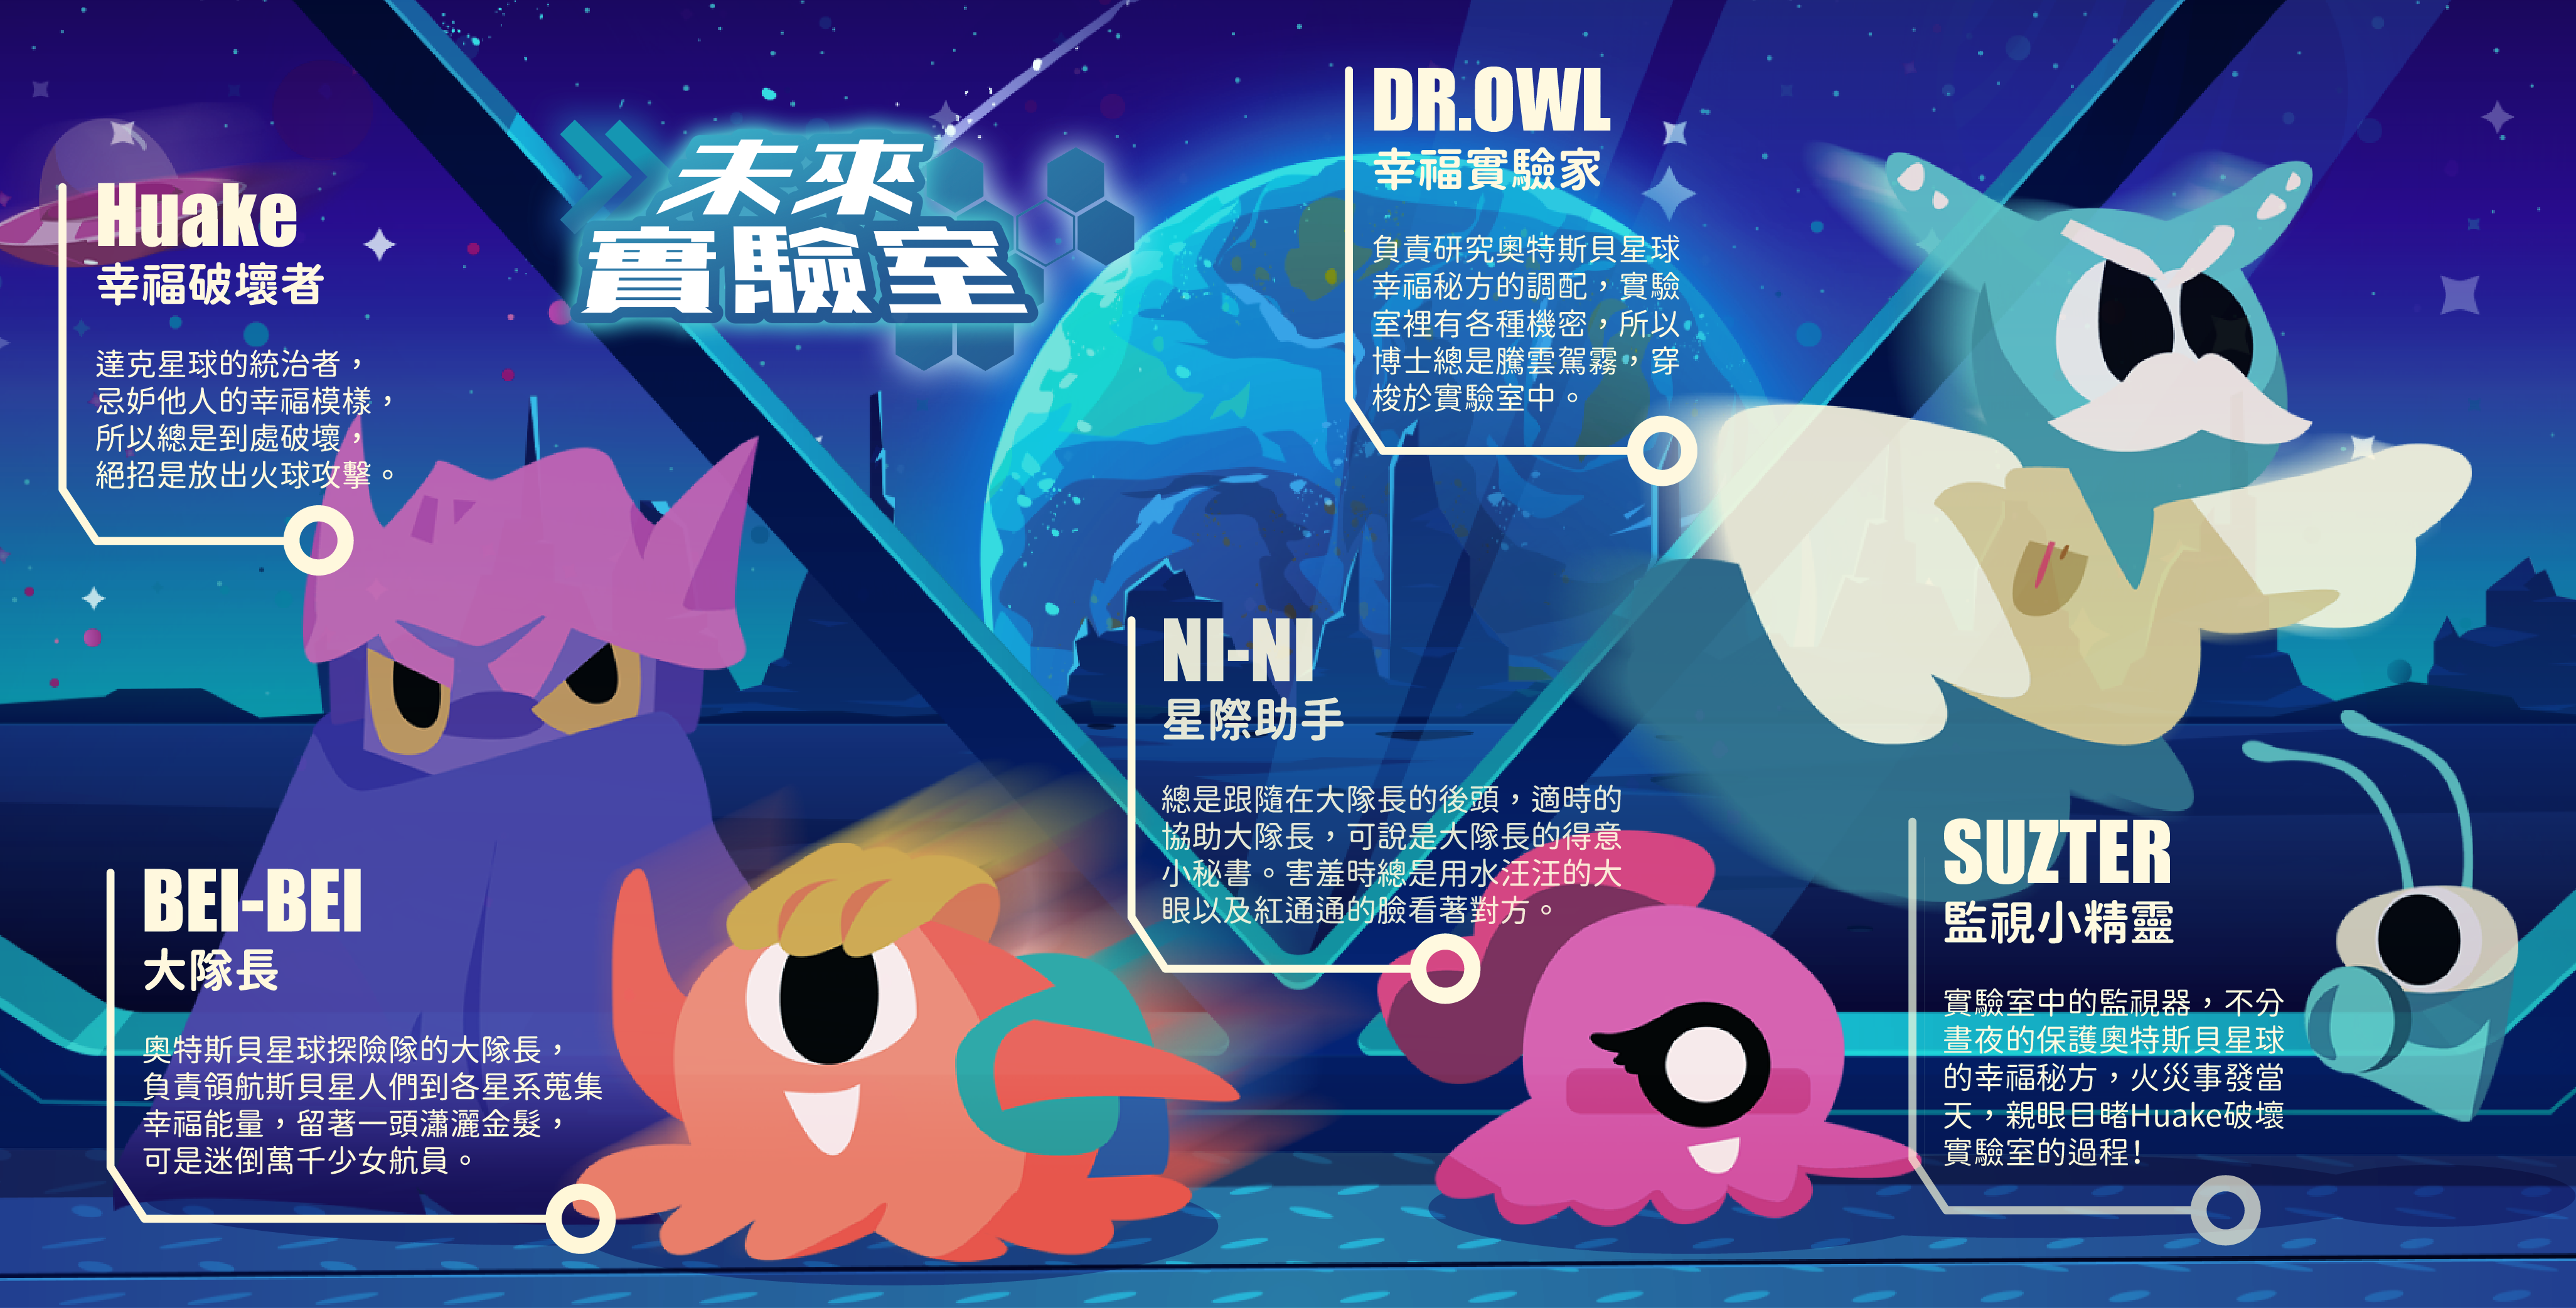 未來
實驗室
Huake
幸福破壞者
達克星球的統治者，
忌妒他人的幸福模樣，
所以總是到處破壞，
絕招是放出火球攻擊。
DR.OWL
幸福實驗家
負責研究奧特斯貝星球
幸福秘方的調配，實驗
室裡有各種機密，所以
博士總是騰雲駕霧，穿
梭於實驗室中。
NI-NI
星際助手
總是跟隨在大隊長的後頭，適時的
協助大隊長，可說是大隊長的得意
小秘書。害羞時總是用水汪汪的大
眼以及紅通通的臉看著對方。
BEI-BEI
大隊長
奧特斯貝星球探險隊的大隊長，
負責領航斯貝星人們到各星系蒐集
幸福能量，留著一頭瀟灑金髮，
可是迷倒萬千少女航員。
SUZTER
監視小精靈
實驗室中的監視器，不分
晝夜的保護奧特斯貝星球
的幸福秘方，火災事發當
天，親眼目睹Huake破壞
實驗室的過程!